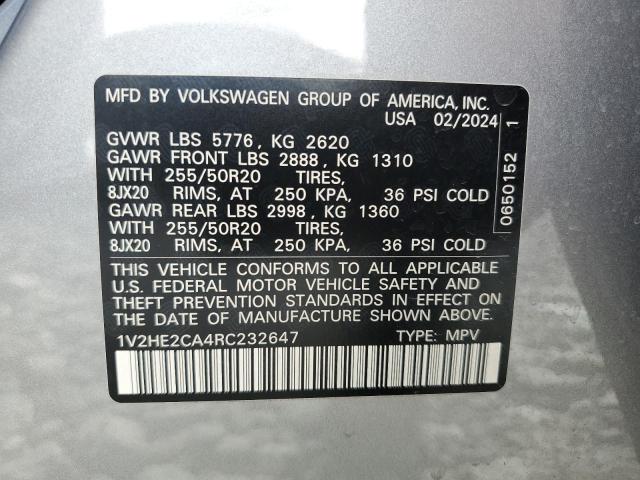 MFD BY VOLKSWAGEN GROUP OF AMERICA, INC.
USA 02/2024
GVWR LBS 5776, KG 2620
GAWR FRONT LBS 2888, KG 1310
WITH 255/50R20 TIRES,
8JX20 RIMS, AT 250 KPA, 36 PSI COLD
GAWR REAR LBS 2998, KG 1360
WITH 255/50R20 TIRES,
8JX20 RIMS, AT 250 KPA, 36 PSI COLD
THIS VEHICLE CONFORMS TO ALL APPLICABLE
U.S. FEDERAL MOTOR VEHICLE SAFETY AND
THEFT PREVENTION STANDARDS IN EFFECT ON
THE DATE OF MANUFACTURE SHOWN ABOVE.
1V2HE2CA4RC232647 TYPE: MPV
0650152 1